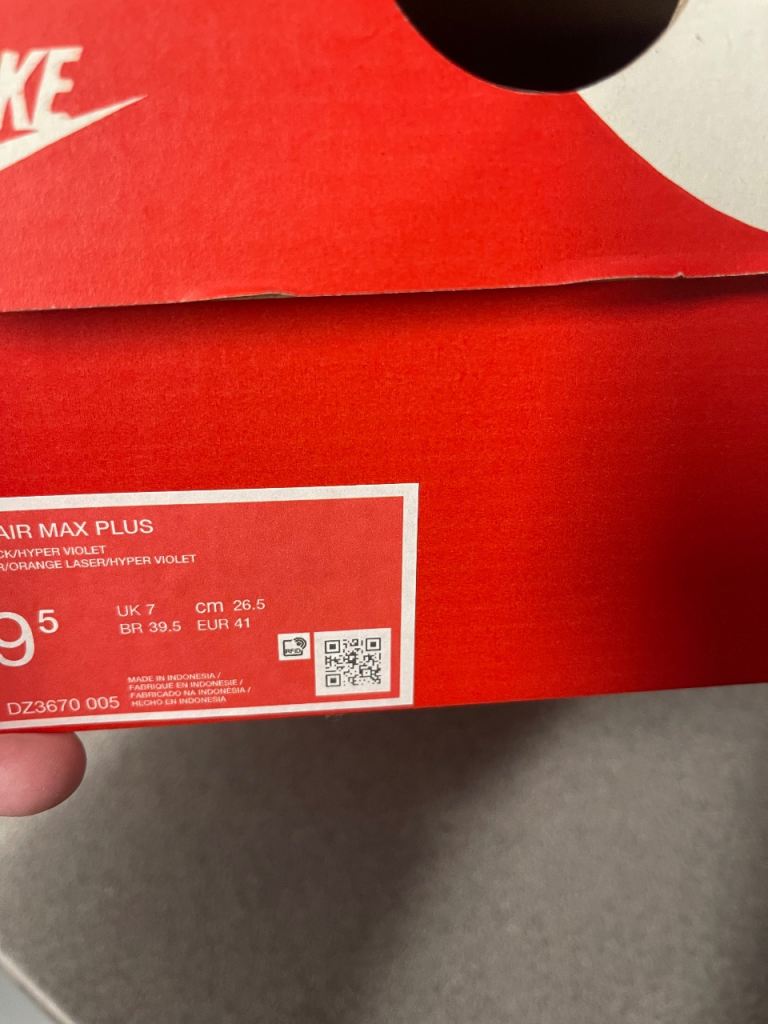 KE
AIR MAX PLUS
CK/HYPER VIOLET
R/ORANGE LASER/HYPER VIOLET
9⁵
UK 7 cm 26.5
BR 39.5 EUR 41
RFID
DZ3670 005
MADE IN INDONESIA /
FABRIQUE EN INDONESIE /
FABRICADO NA INDONESIA /
HECHO EN INDONESIA